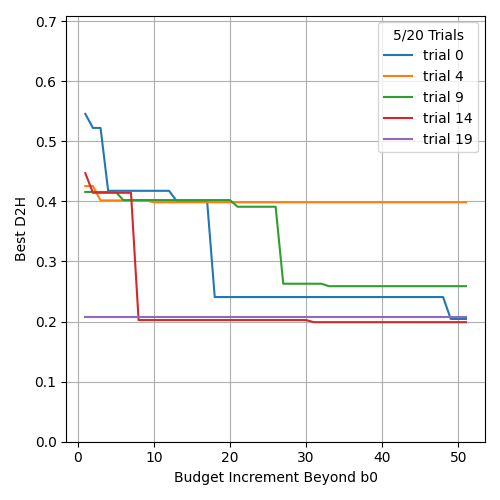 5/20 Trials
trial 0
trial 4
trial 9
trial 14
trial 19
0.7
0.6
0.5
0.4
0.3
0.2
0.1
0.0
Best D2H
0 10 20 30 40 50
Budget Increment Beyond b0